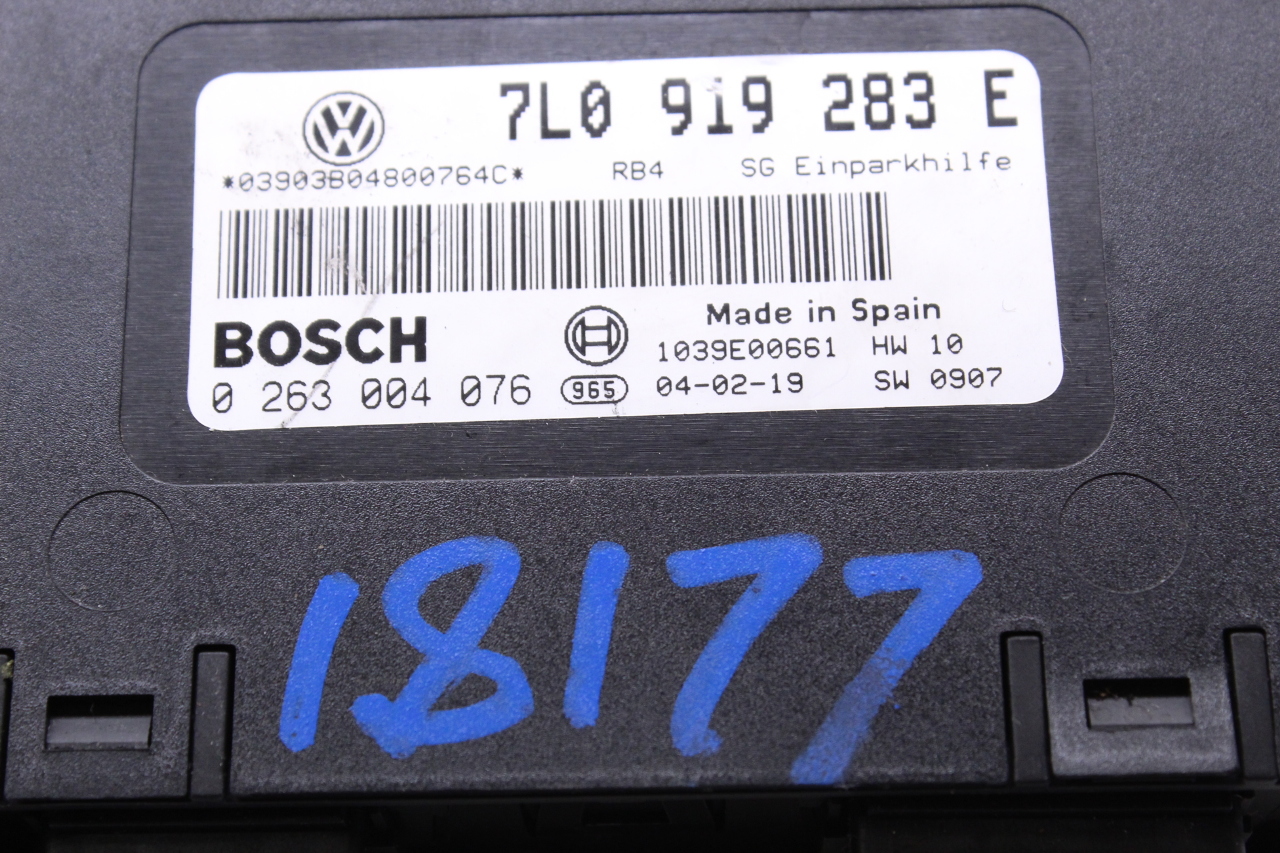 7L0 919 283 E
*03903B04800764C* RB4 SG Einparkhilfe
BOSCH
Made in Spain
1039E00661 HW 10
0 263 004 076 965 04-02-19 SW 0907
18177